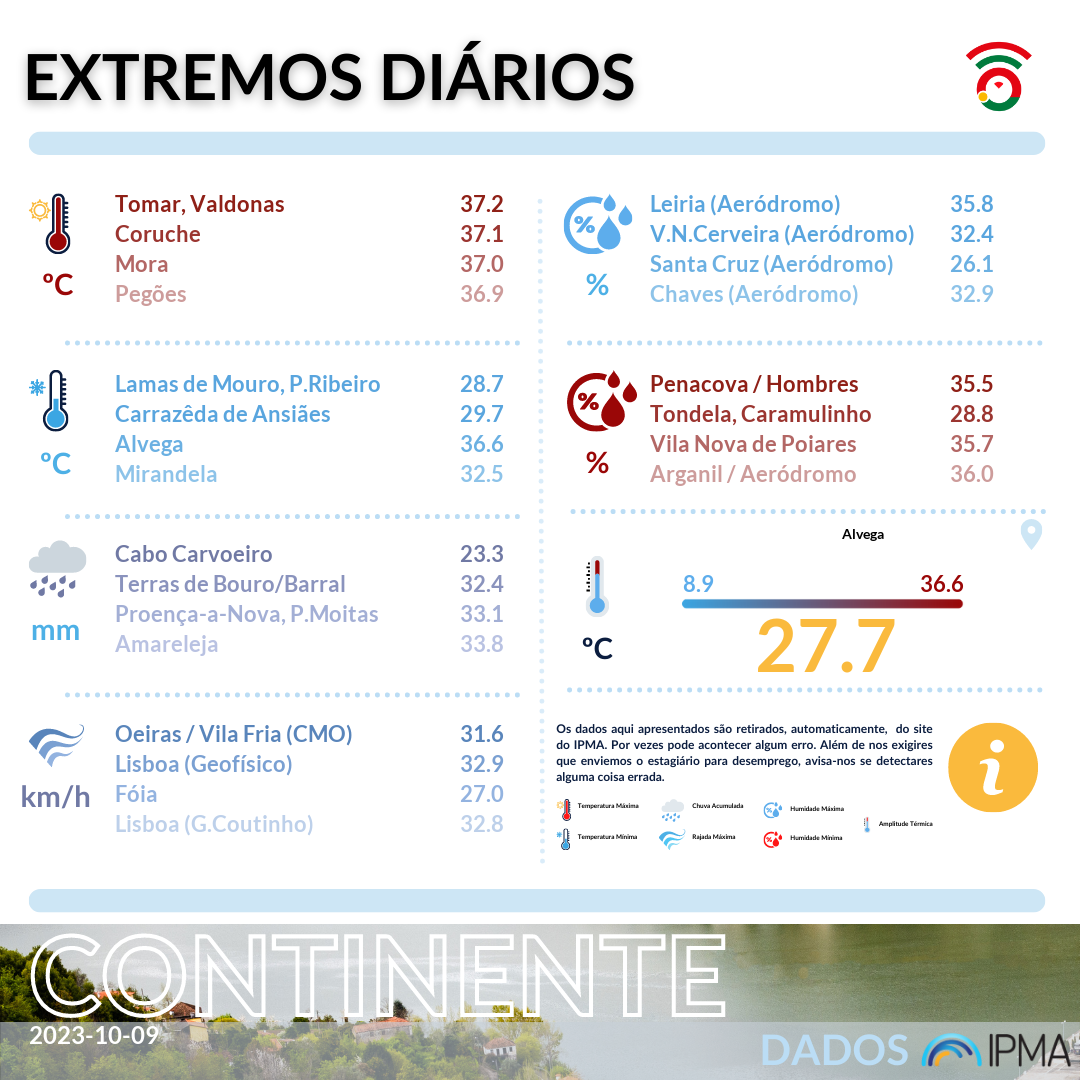 EXTREMOS DIÁRIOS
ºC
Tomar, Valdonas 37.2
Coruche 37.1
Mora 37.0
Pegões 36.9
ºC
Lamas de Mouro, P.Ribeiro 28.7
Carrazêda de Ansiães 29.7
Alvega 36.6
Mirandela 32.5
mm
Cabo Carvoeiro 23.3
Terras de Bouro/Barral 32.4
Proença-a-Nova, P.Moitas 33.1
Amareleja 33.8
km/h
Oeiras / Vila Fria (CMO) 31.6
Lisboa (Geofísico) 32.9
Fóia 27.0
Lisboa (G.Coutinho) 32.8
%
%
Leiria (Aeródromo) 35.8
V.N.Cerveira (Aeródromo) 32.4
Santa Cruz (Aeródromo) 26.1
Chaves (Aeródromo) 32.9
%
%
Penacova / Hombres 35.5
Tondela, Caramulinho 28.8
Vila Nova de Poiares 35.7
Arganil / Aeródromo 36.0
Alvega
8.9 36.6
27.7
ºC
Os dados aqui apresentados são retirados, automaticamente, do site
do IPMA. Por vezes pode acontecer algum erro. Além de nos exigires
que enviemos o estagiário para desemprego, avisa-nos se detectares
alguma coisa errada.
i
Temperatura Máxima
Chuva Acumulada
Humidade Máxima
Amplitude Térmica
Temperatura Mínima
Rajada Máxima
Humidade Mínima
CONTINENTE
2023-10-09
DADOS IPMA